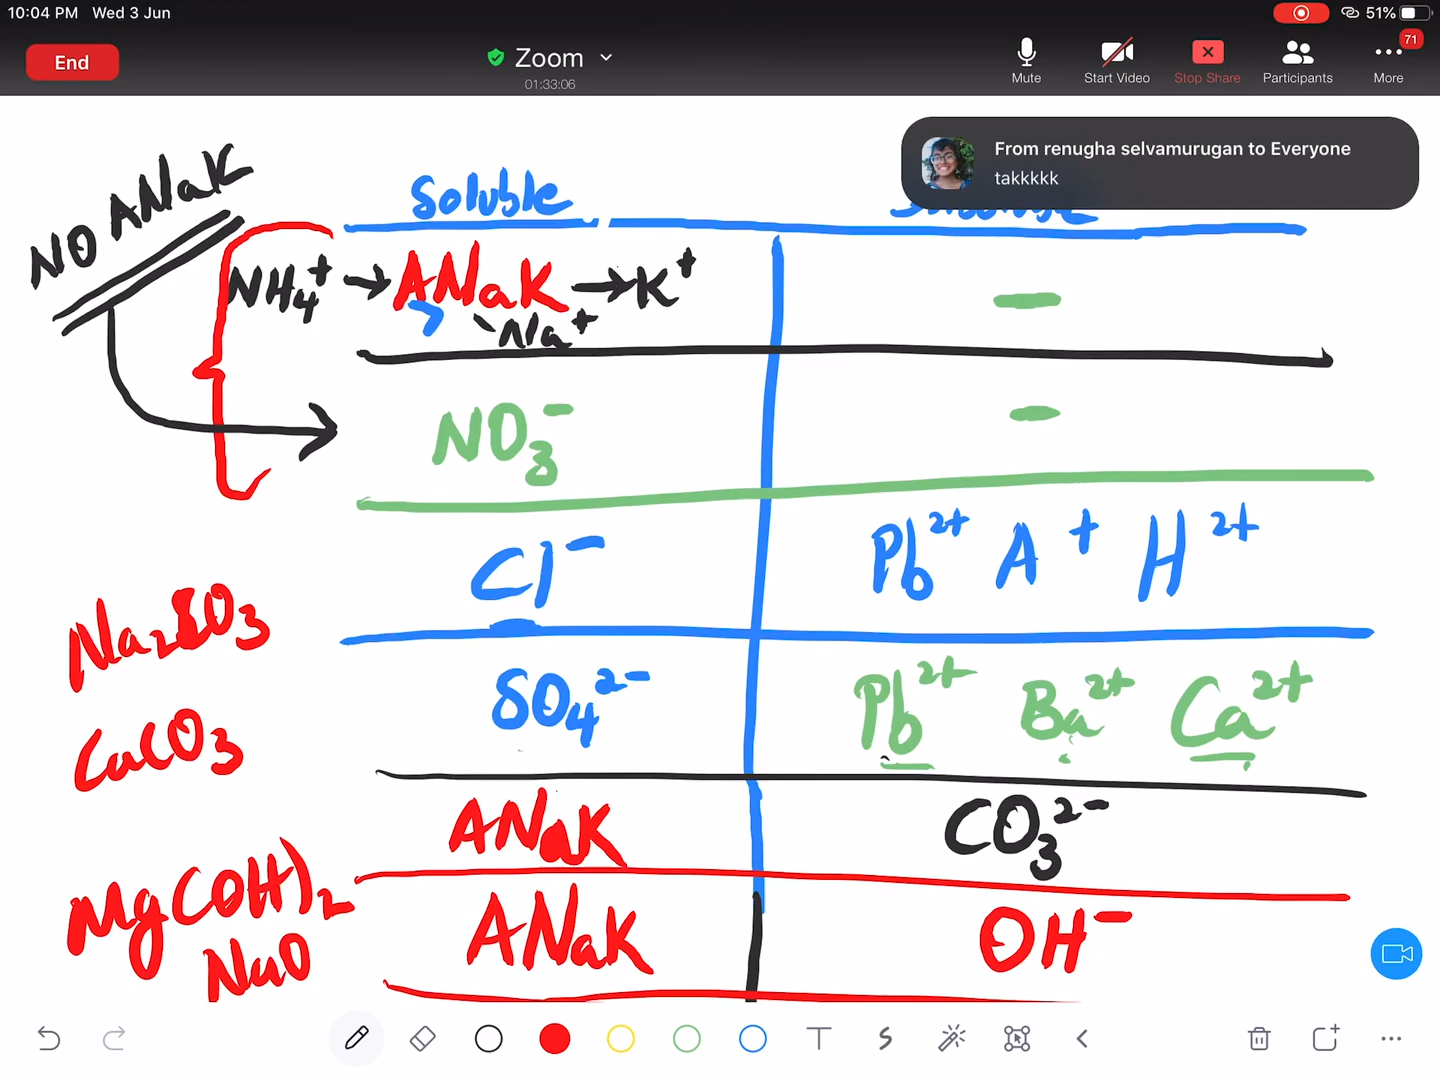 10:04 PM Wed 3 Jun
51%
End
Zoom
01:33:06
Mute
Start Video
Stop Share
Participants
71
More
From renugha selvamurugan to Everyone
takkkkk
NO ANaK
Soluble
NH₄⁺ → ANaK → K⁺
Na⁺
-
NO₃⁻
-
Cl⁻
Pb²⁺ A⁺ H²⁺
SO₄²⁻
Pb²⁺ Ba²⁺ Ca²⁺
CaCO₃
ANaK
CO₃²⁻
Mg(OH)₂
NaO
ANaK
OH⁻
T